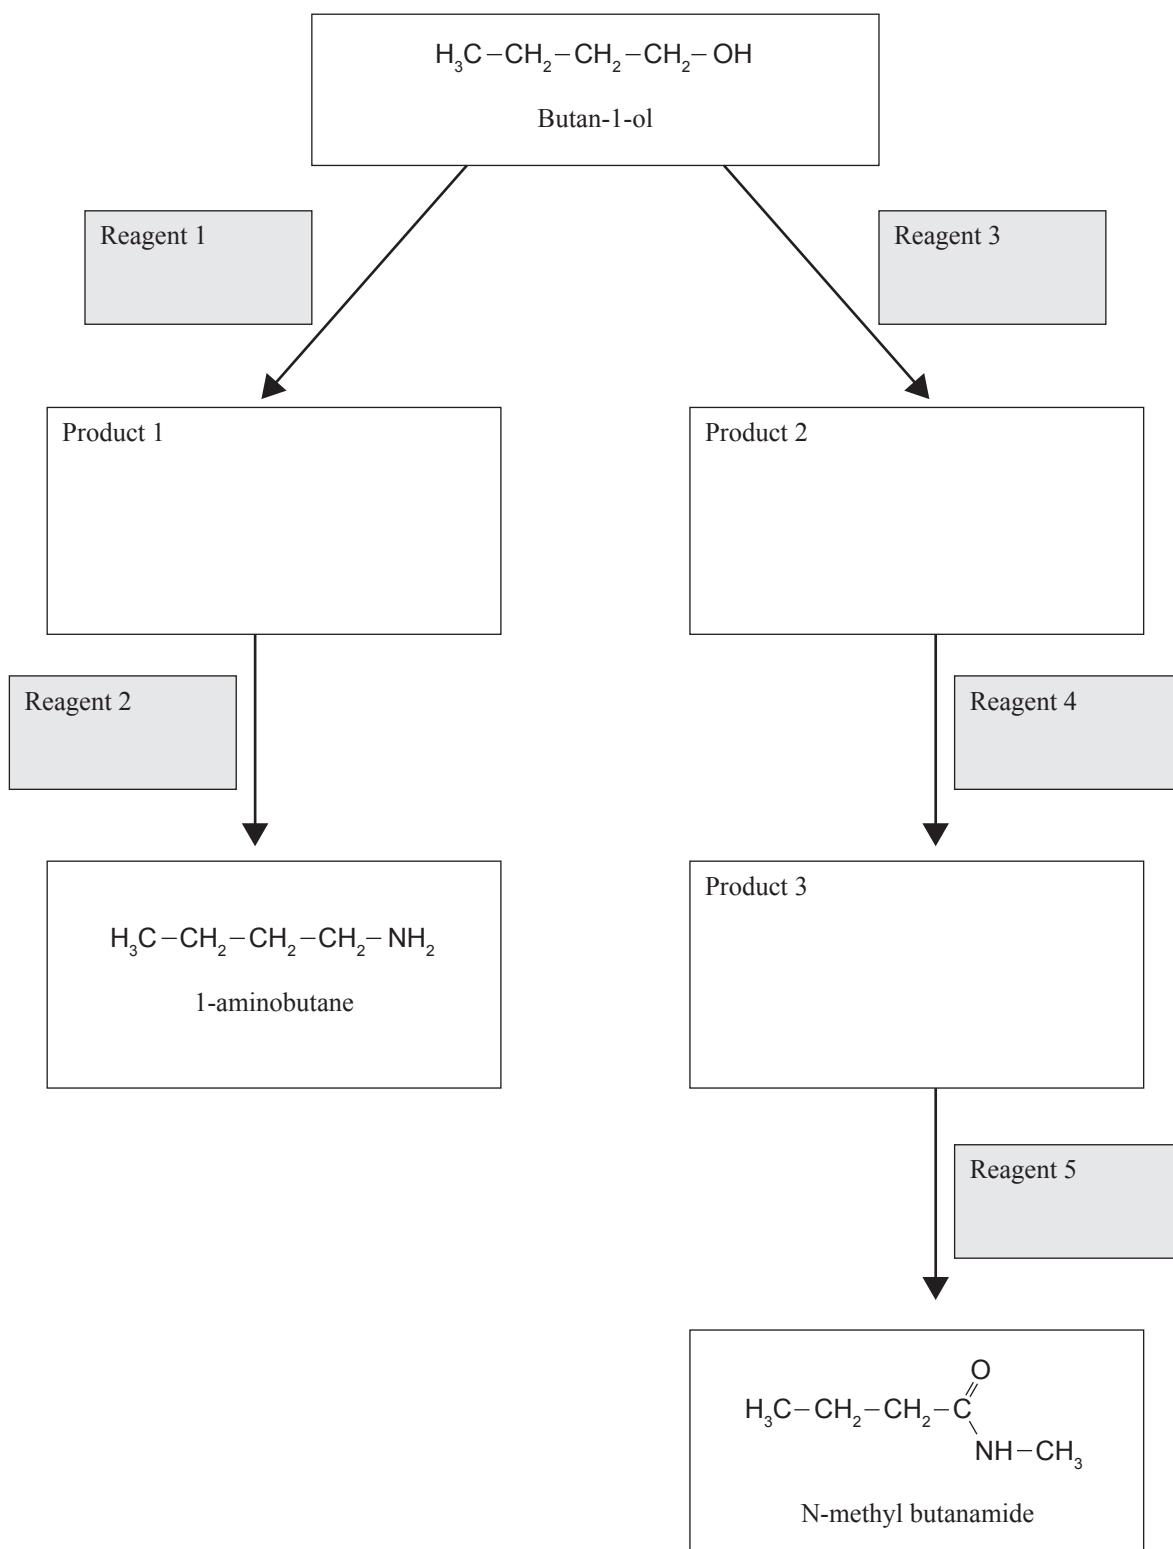 H₃C–CH₂–CH₂–CH₂–OH
Butan-1-ol
Reagent 1
Reagent 3
Product 1
Product 2
Reagent 2
Reagent 4
H₃C–CH₂–CH₂–CH₂–NH₂
1-aminobutane
Product 3
Reagent 5
O
H₃C–CH₂–CH₂–C
NH–CH₃
N-methyl butanamide